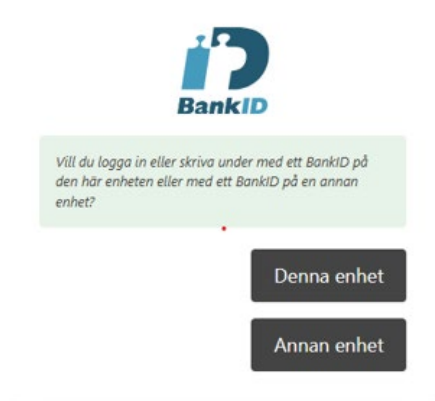 BankID
Vill du logga in eller skriva under med ett BankID på
den här enheten eller med ett BankID på en annan
enhet?
Denna enhet
Annan enhet